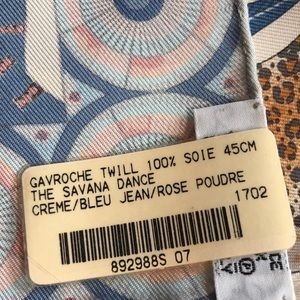 GAVROCHE TWILL 100% SOIE 45CM
THE SAVANA DANCE
CREME/BLEU JEAN/ROSE POUDRE
1702
892988S 07